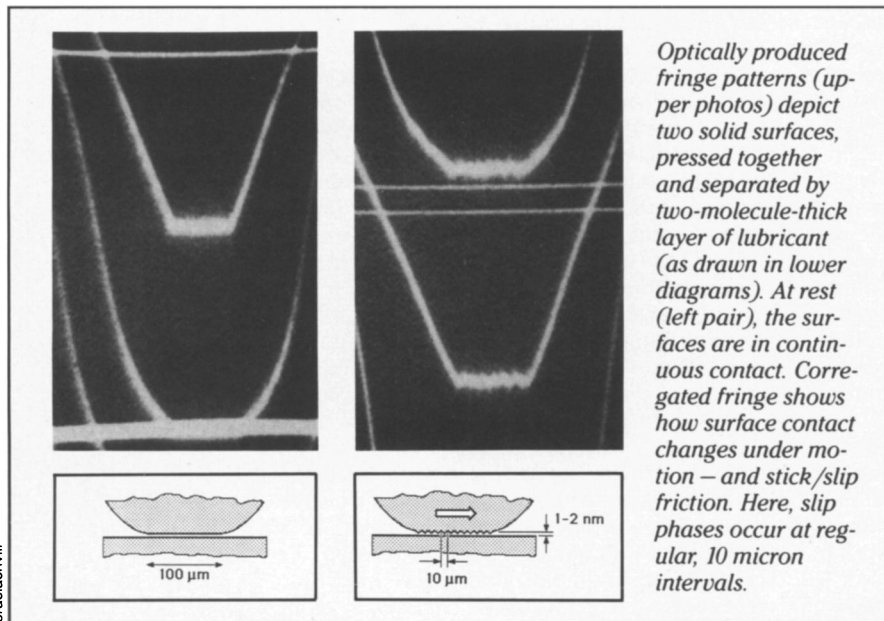 Optically produced
fringe patterns (up-
per photos) depict
two solid surfaces,
pressed together
and separated by
two-molecule-thick
layer of lubricant
(as drawn in lower
diagrams). At rest
(left pair), the sur-
faces are in contin-
uous contact. Corre-
gated fringe shows
how surface contact
changes under mo-
tion — and stick/slip
friction. Here, slip
phases occur at reg-
ular, 10 micron
intervals.
100 μm
1-2 nm
10 μm